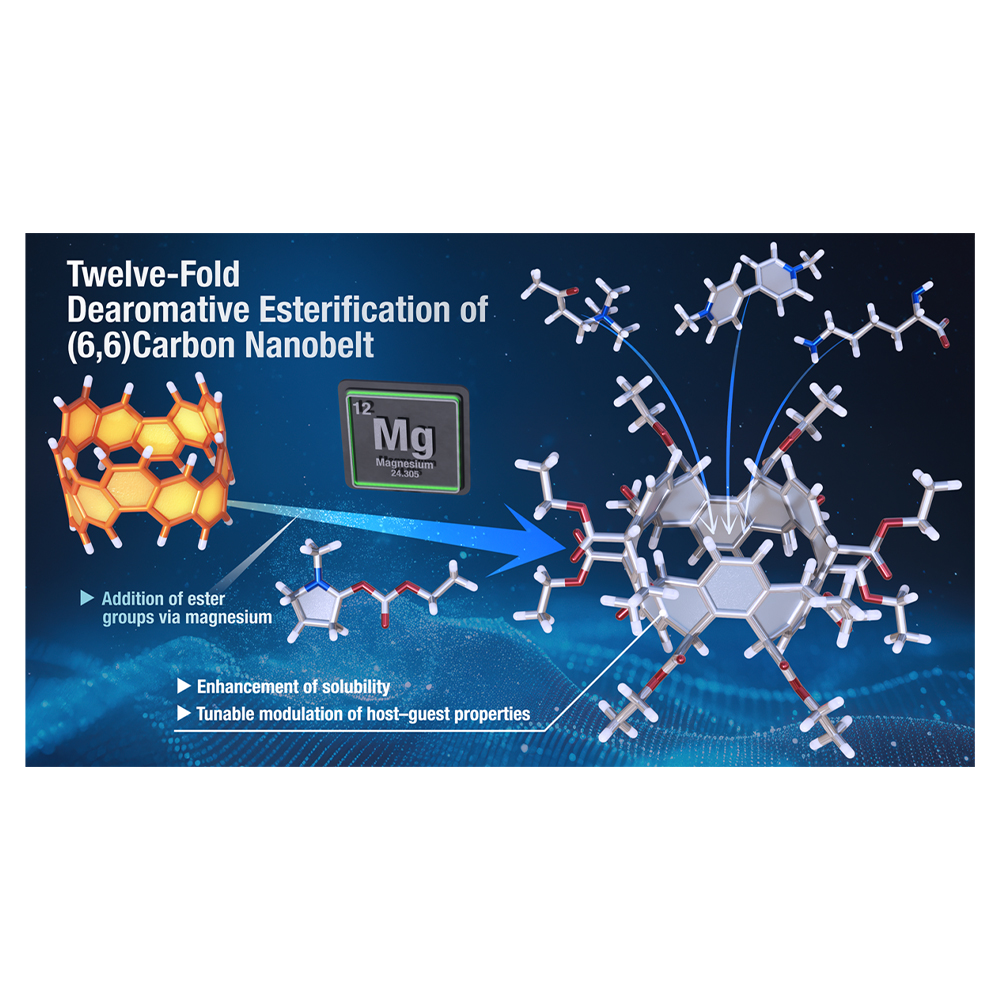 Twelve-Fold
Dearomative Esterification of
(6,6)Carbon Nanobelt
12
Mg
Magnesium
24.305
▶ Addition of ester
groups via magnesium
▶ Enhancement of solubility
▶ Tunable modulation of host–guest properties